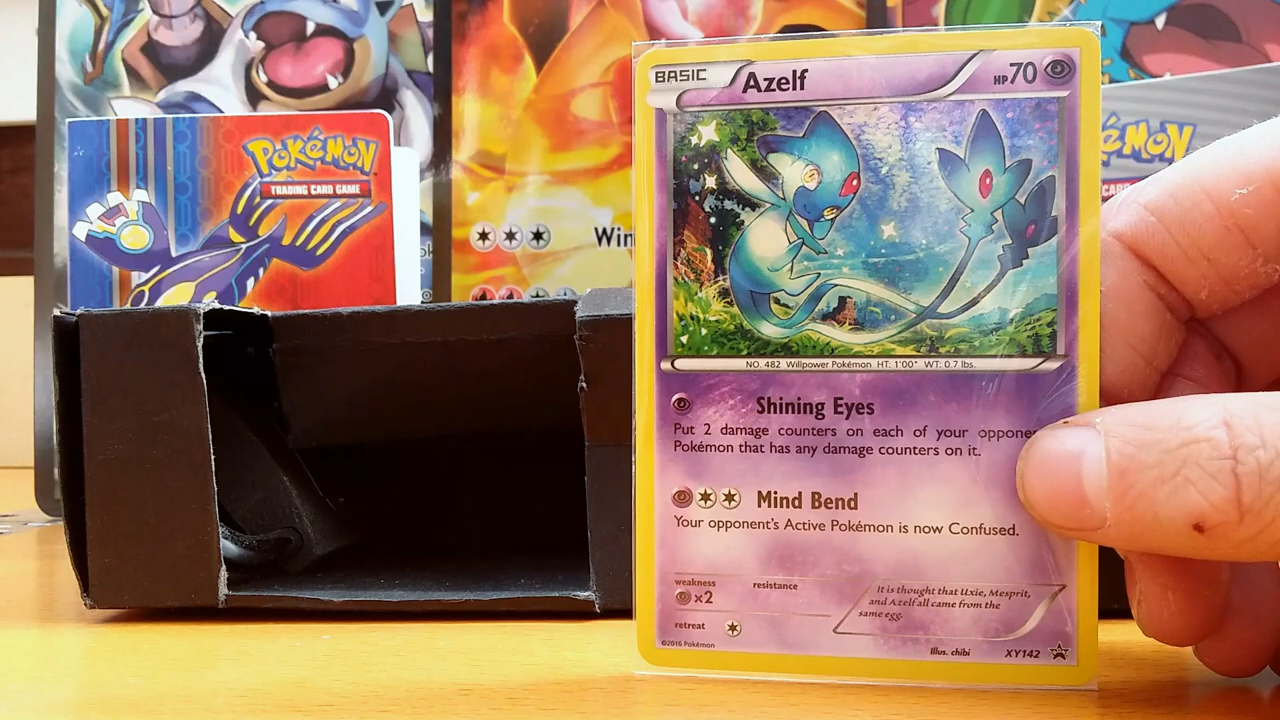 POKéMON
TRADING CARD GAME
Win
BASIC
Azelf
HP70
NO. 482 Willpower Pokémon HT: 1'00" WT: 0.7 lbs.
Shining Eyes
Put 2 damage counters on each of your
Pokémon that has any damage counters on it.
Mind Bend
Your opponent's Active Pokémon is now Confused.
weakness
×2
resistance
retreat
It is thought that Uxie, Mesprit,
and Azelf all came from the
same egg.
©2016 Pokémon
Illus. chibi
XY142
éMON
CAR